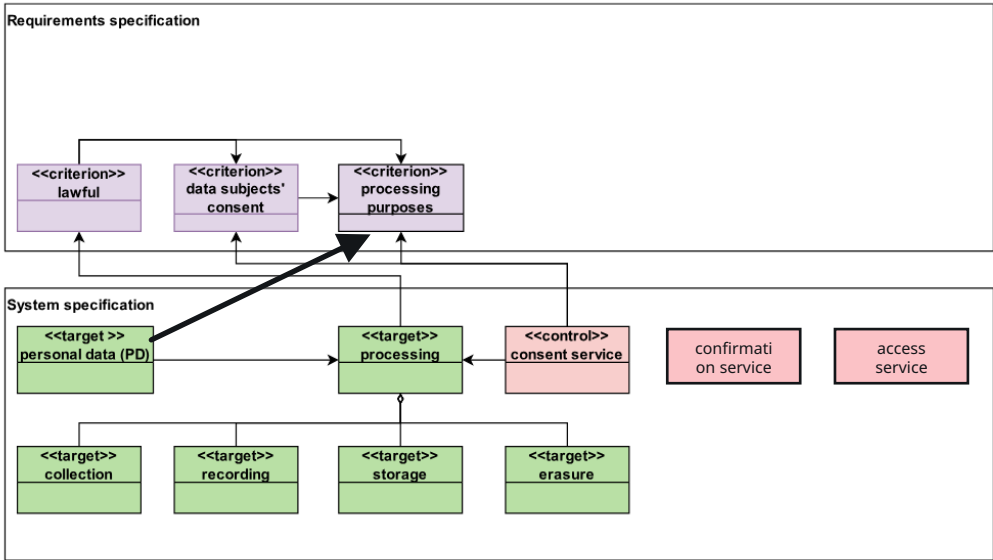 Requirements specification
<<criterion>>
lawful
<<criterion>>
data subjects'
consent
<<criterion>>
processing
purposes
System specification
<<target >>
personal data (PD)
<<target>>
processing
<<control>>
consent service
confirmati
on service
access
service
<<target>>
collection
<<target>>
recording
<<target>>
storage
<<target>>
erasure